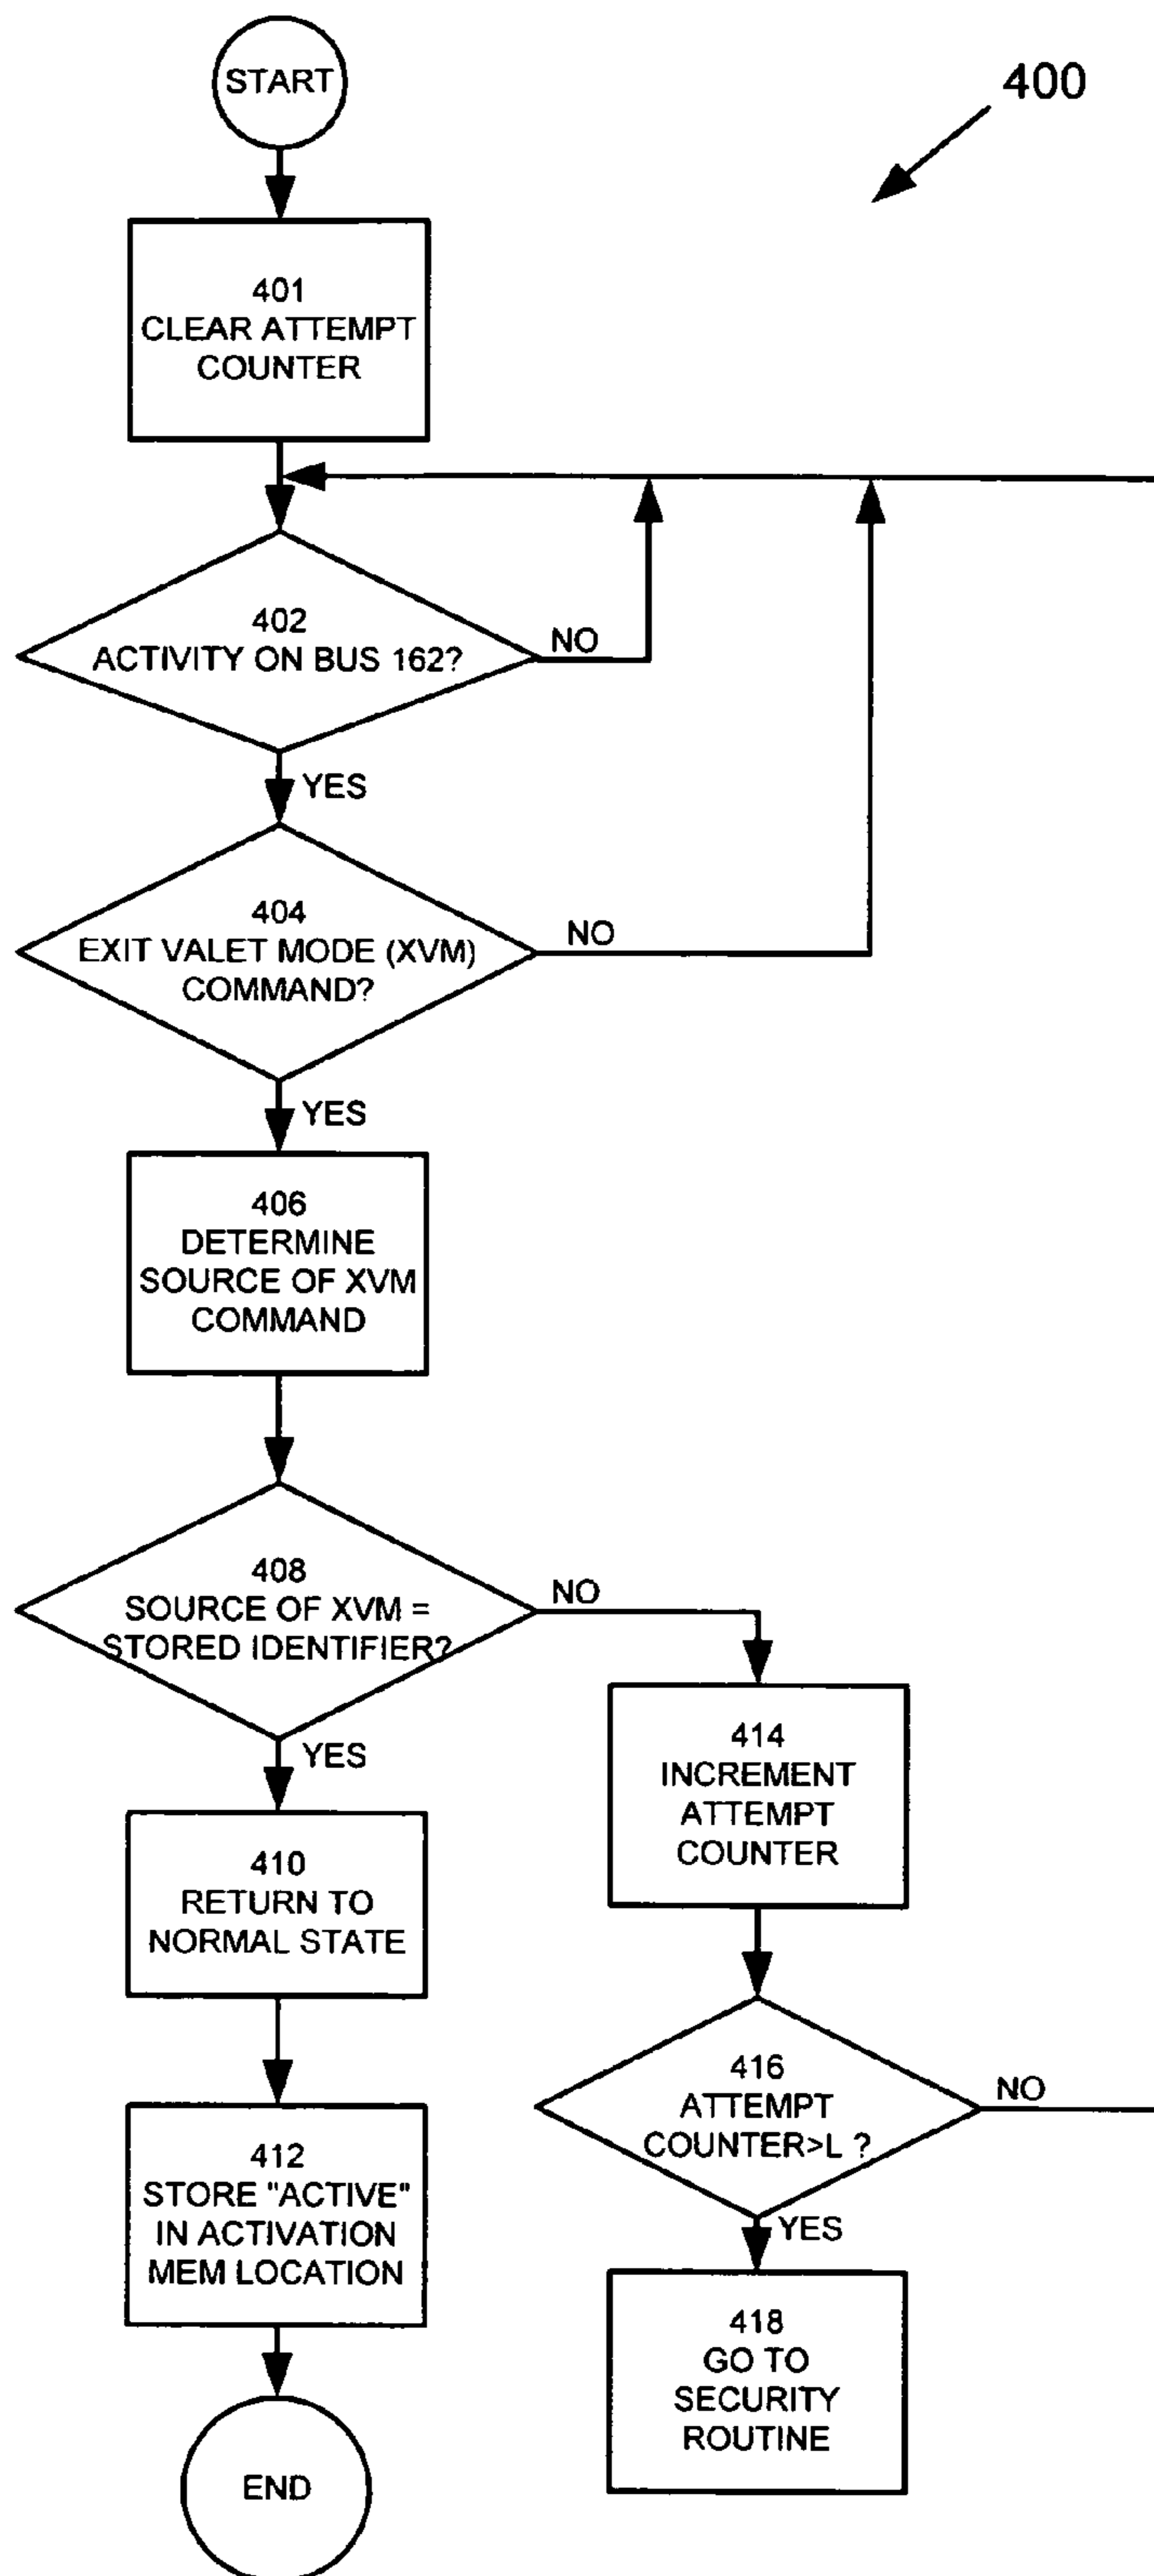 START
400
401
CLEAR ATTEMPT
COUNTER
402
ACTIVITY ON BUS 162?
NO
YES
404
EXIT VALET MODE (XVM)
COMMAND?
NO
YES
406
DETERMINE
SOURCE OF XVM
COMMAND
408
SOURCE OF XVM =
STORED IDENTIFIER?
NO
YES
414
INCREMENT
ATTEMPT
COUNTER
410
RETURN TO
NORMAL STATE
416
ATTEMPT
COUNTER>L ?
NO
YES
412
STORE "ACTIVE"
IN ACTIVATION
MEM LOCATION
418
GO TO
SECURITY
ROUTINE
END